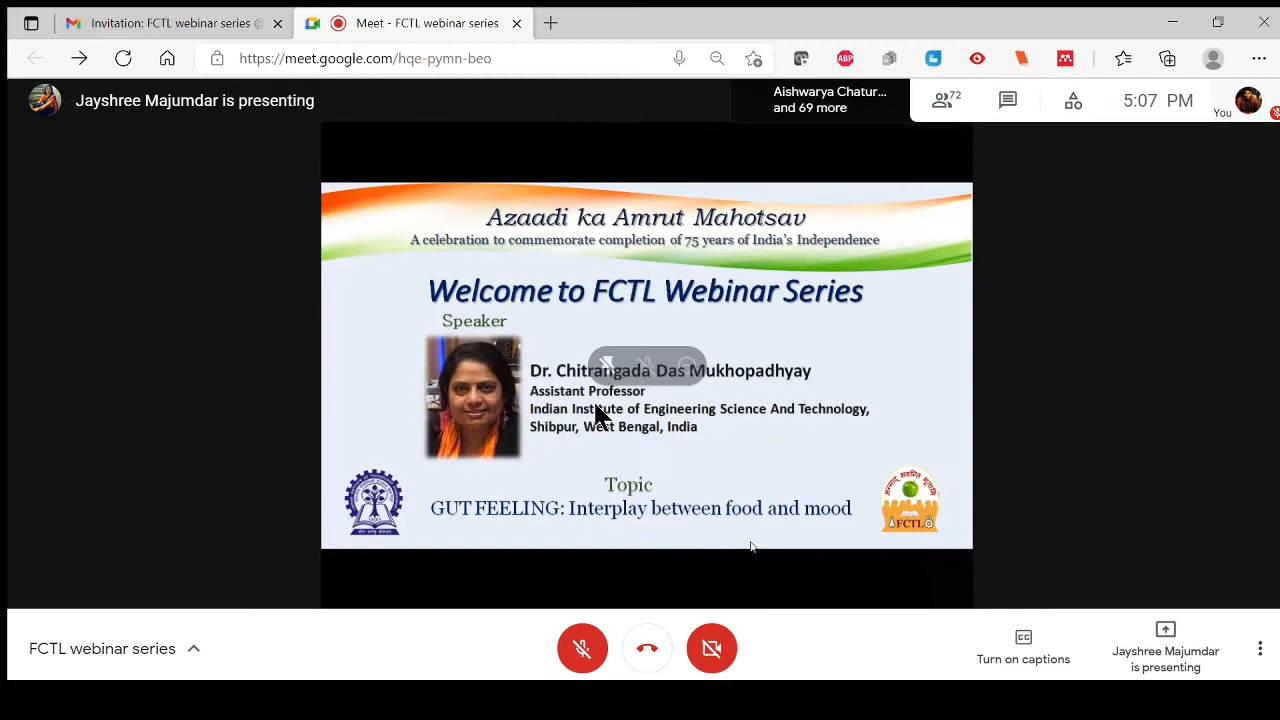 Invitation: FCTL webinar series @
Meet - FCTL webinar series
https://meet.google.com/hqe-pymn-beo
ABP
Jayshree Majumdar is presenting
Aishwarya Chatur...
and 69 more
72
5:07 PM
You
Azaadi ka Amrut Mahotsav
A celebration to commemorate completion of 75 years of India's Independence
Welcome to FCTL Webinar Series
Speaker
Dr. Chitrangada Das Mukhopadhyay
Assistant Professor
Indian Institute of Engineering Science And Technology,
Shibpur, West Bengal, India
Topic
GUT FEELING: Interplay between food and mood
FCTL
FCTL webinar series
CC
Turn on captions
Jayshree Majumdar
is presenting